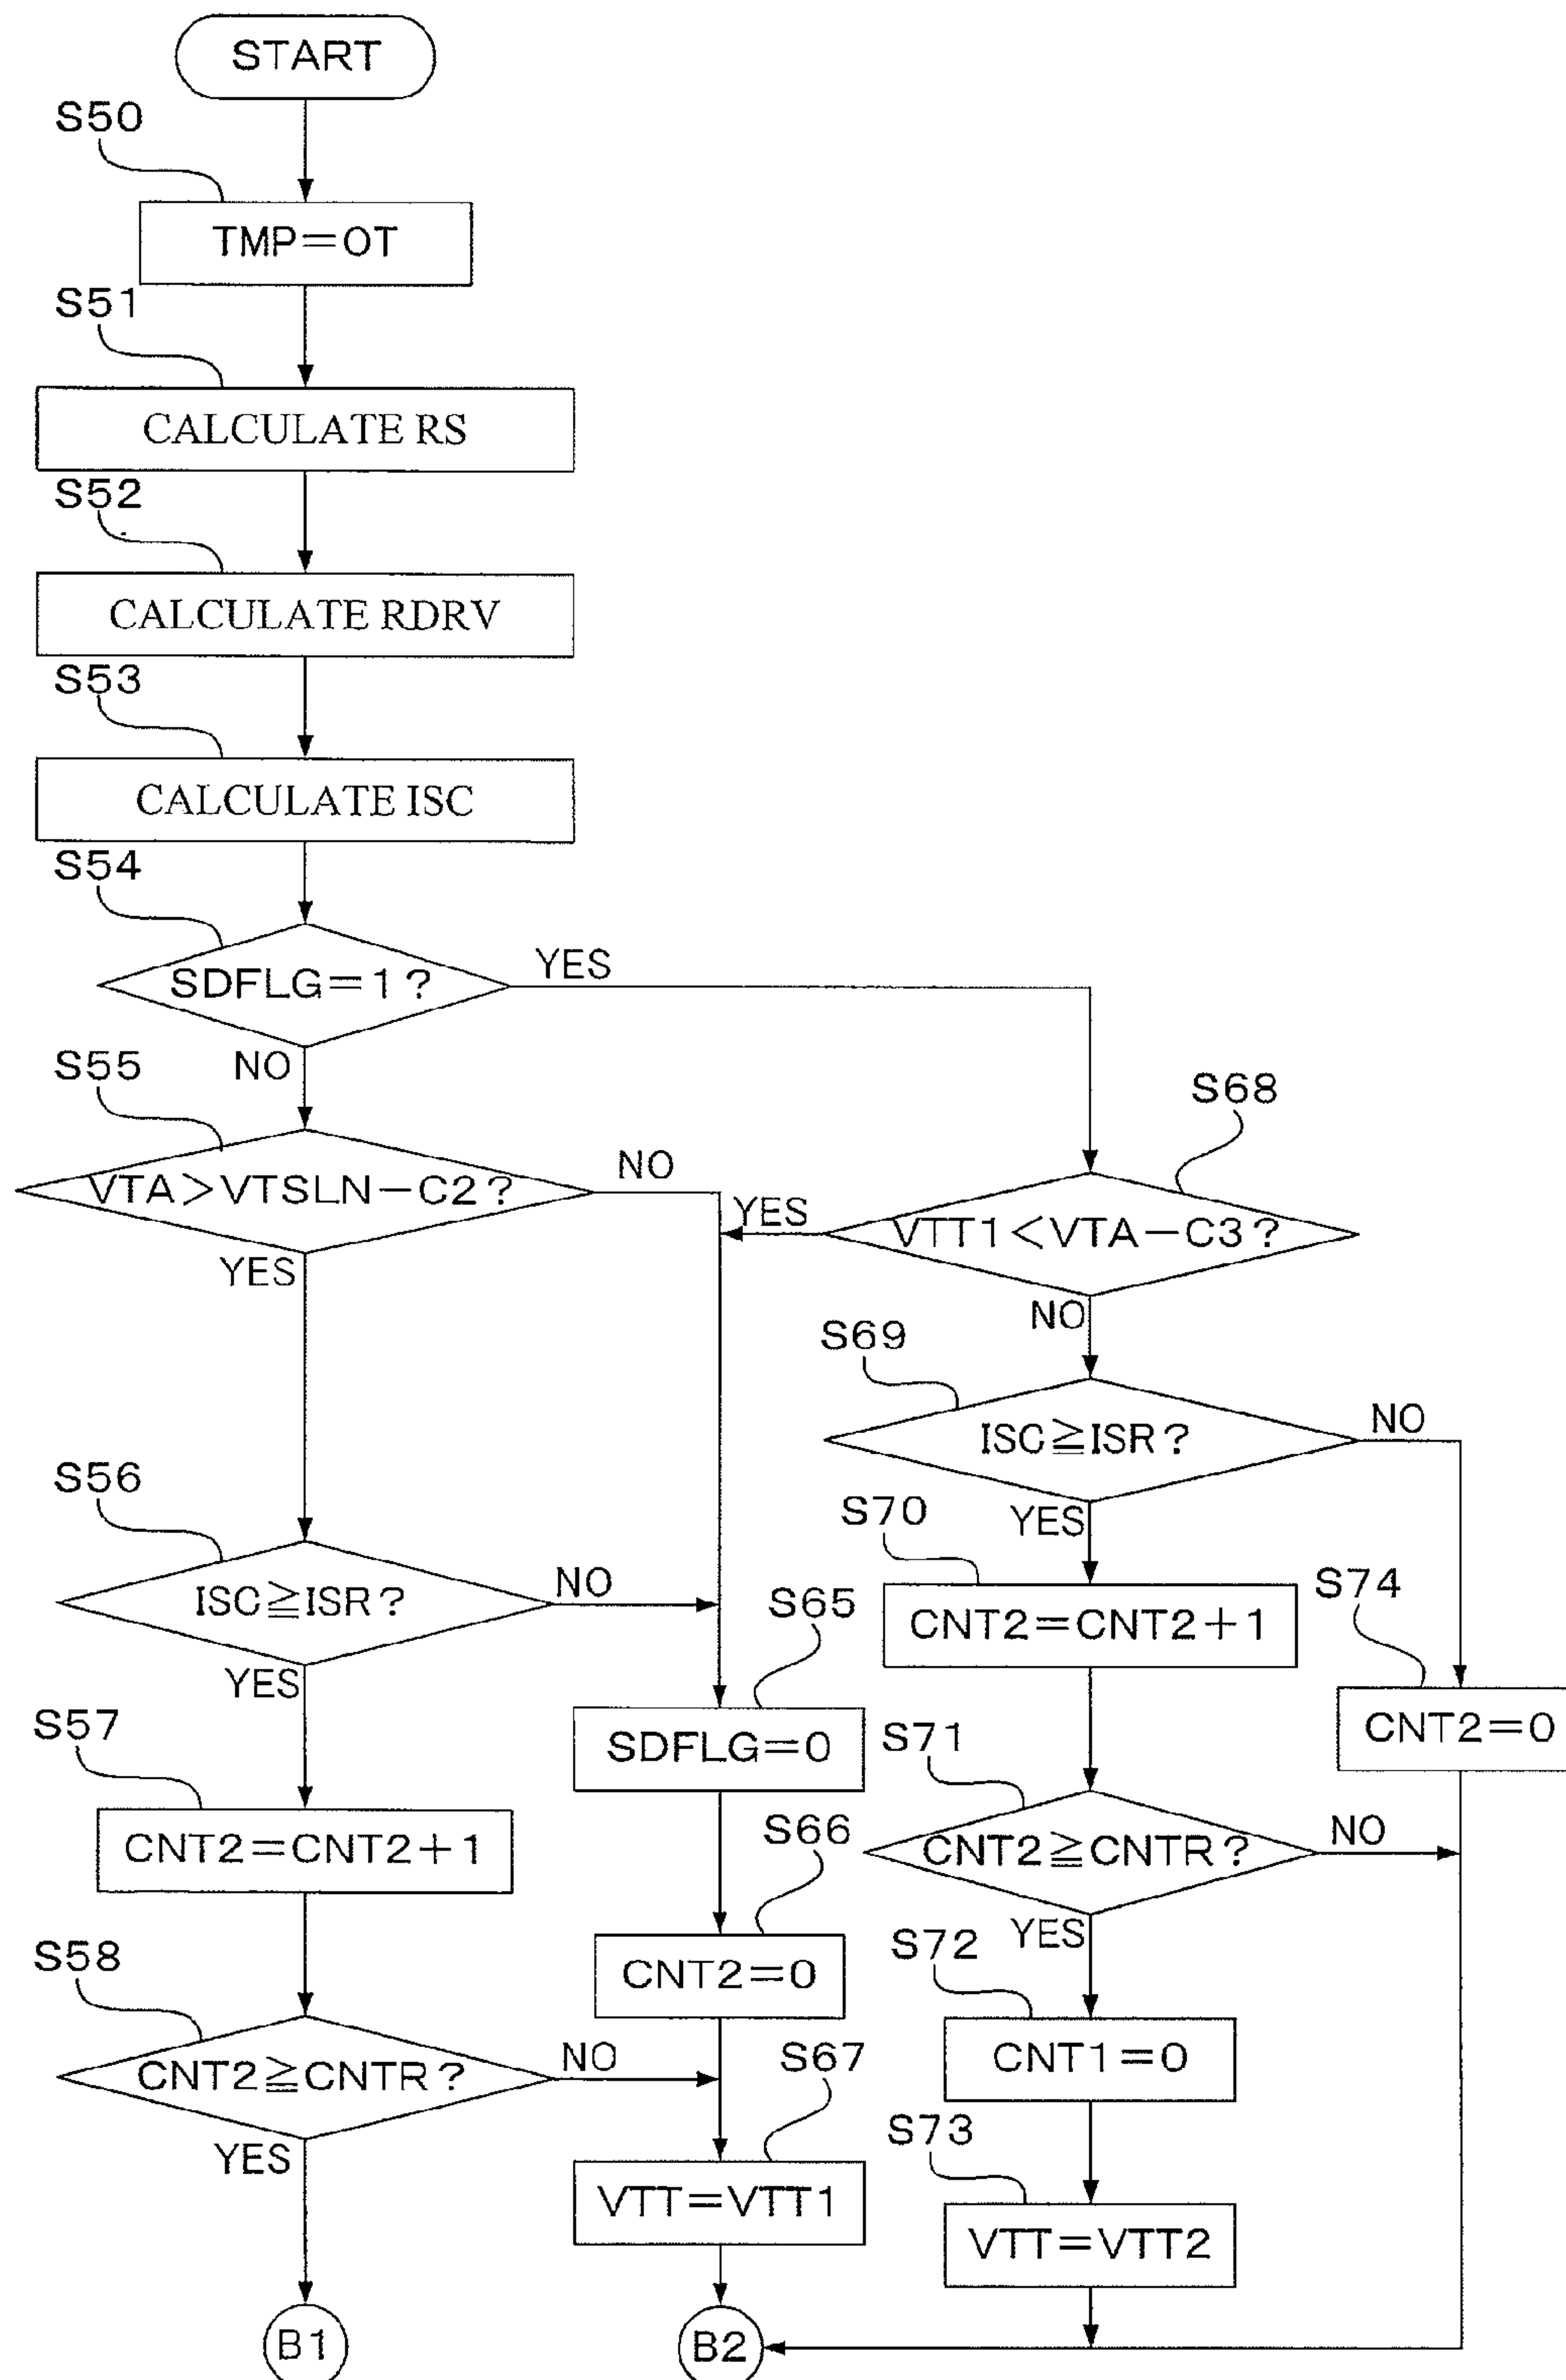 START
S50
TMP=OT
S51
CALCULATE RS
S52
CALCULATE RDRV
S53
CALCULATE ISC
S54
SDFLG=1?
YES
NO
S55
VTA>VTSLN-C2?
NO
YES
S68
VTT1<VTA-C3?
YES
NO
S69
ISC≧ISR?
NO
YES
S56
ISC≧ISR?
NO
YES
S70
CNT2=CNT2+1
S74
CNT2=0
S65
SDFLG=0
S57
CNT2=CNT2+1
S71
CNT2≧CNTR?
NO
YES
S66
CNT2=0
S58
CNT2≧CNTR?
NO
YES
S72
CNT1=0
S67
VTT=VTT1
S73
VTT=VTT2
B1
B2